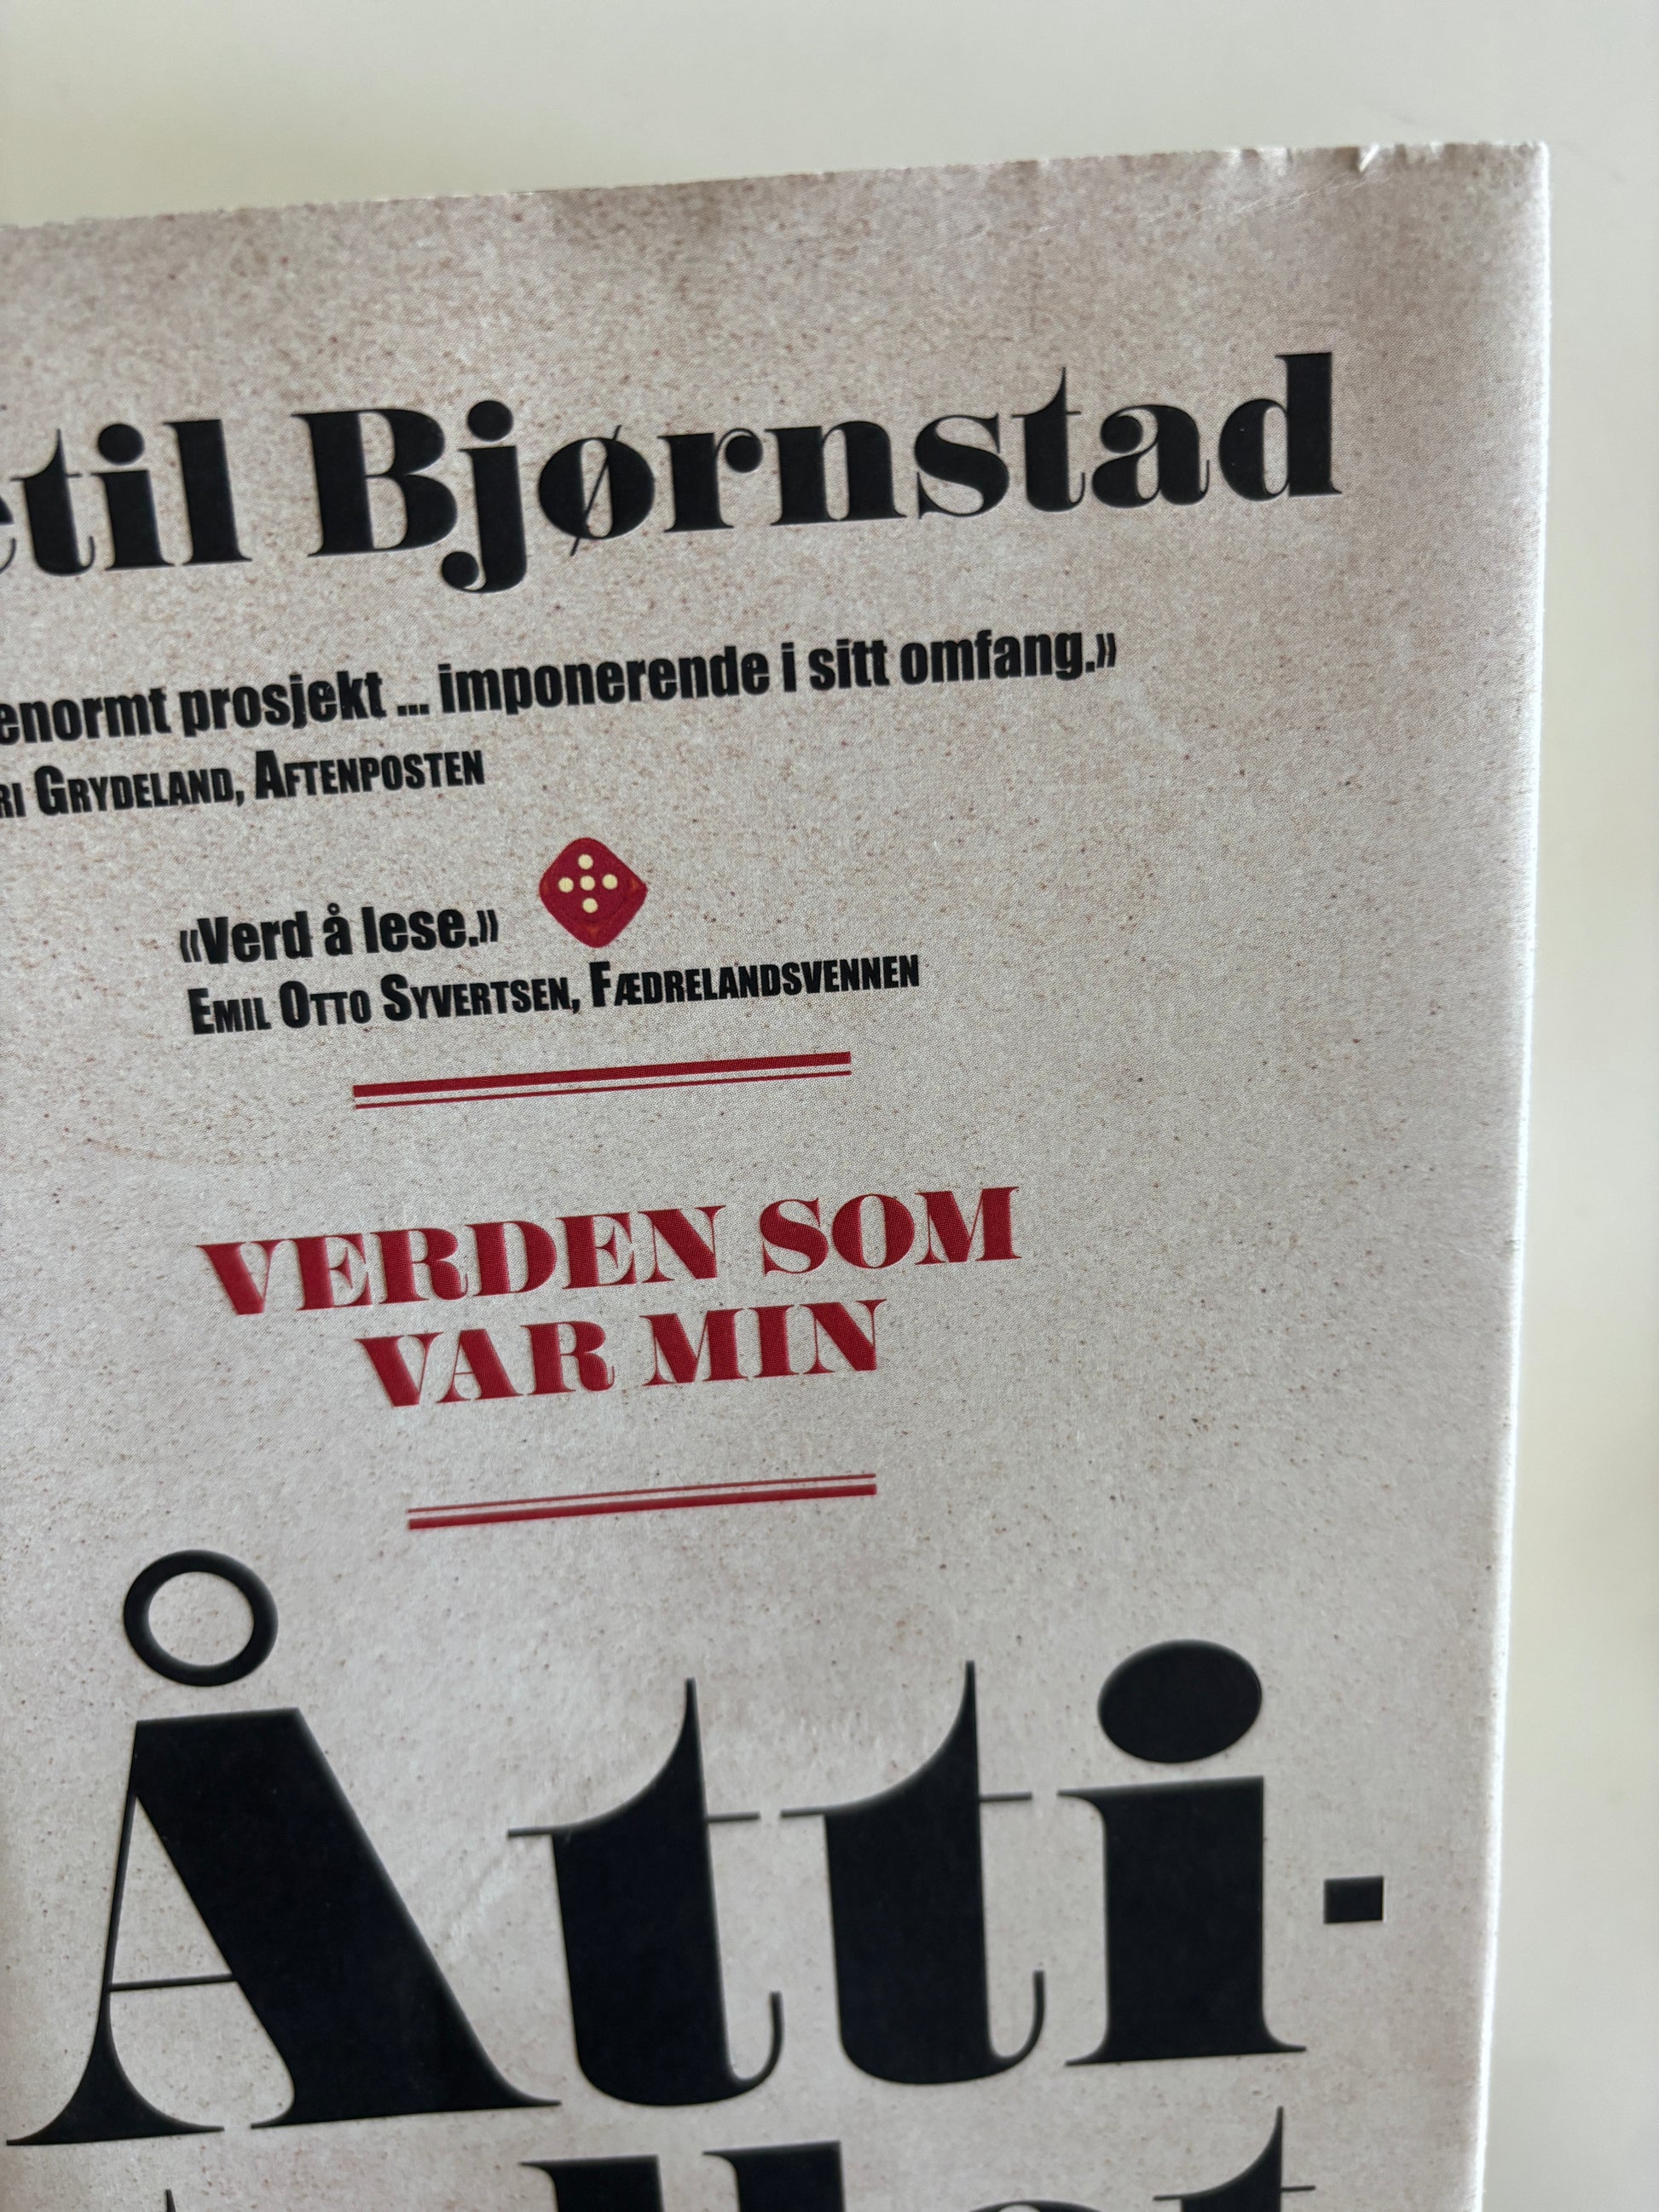 etil Bjørnstad
enormt prosjekt ... imponerende i sitt omfang.»
RI GRYDELAND, AFTENPOSTEN
«Verd å lese.»
EMIL OTTO SYVERTSEN, FÆDRELANDSVENNEN
VERDEN SOM
VAR MIN
Åtti-